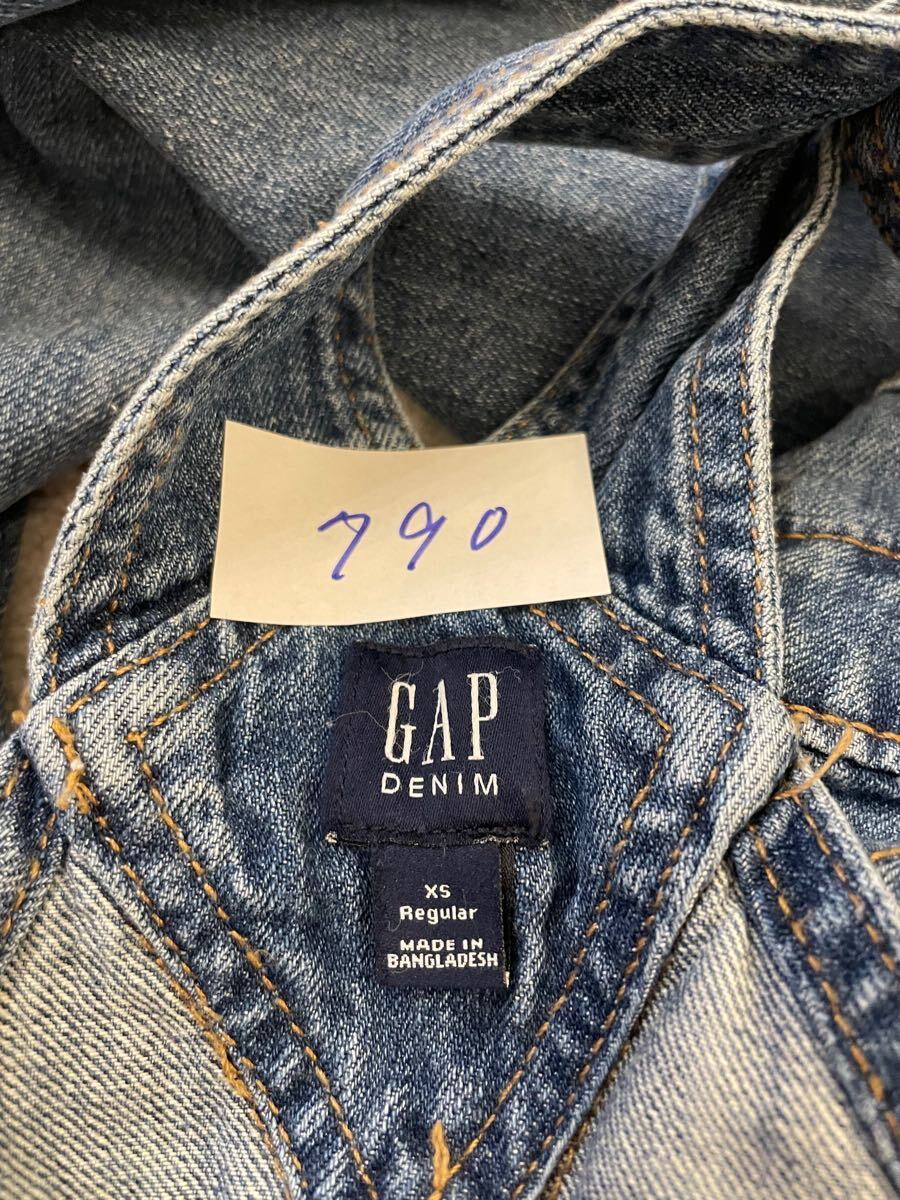 790
GAP
DENIM
XS
Regular
MADE IN
BANGLADESH